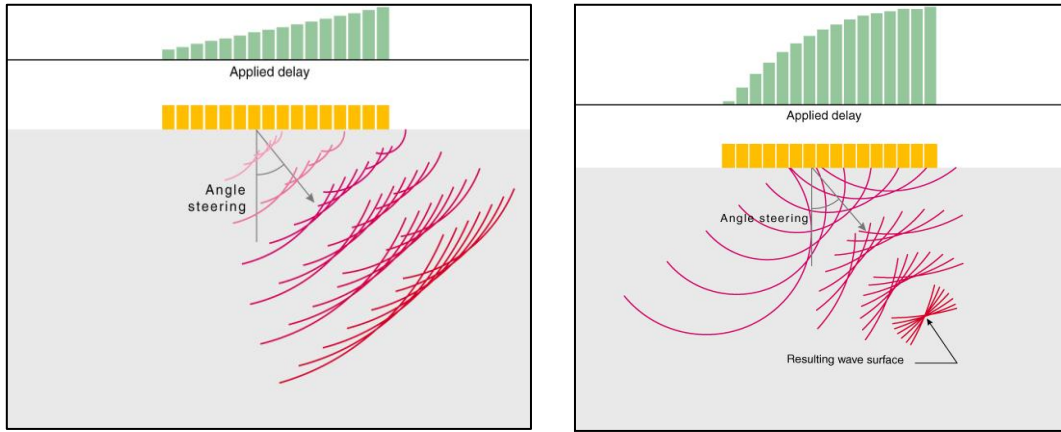 Applied delay
Angle
steering
Applied delay
Angle steering
Resulting wave surface